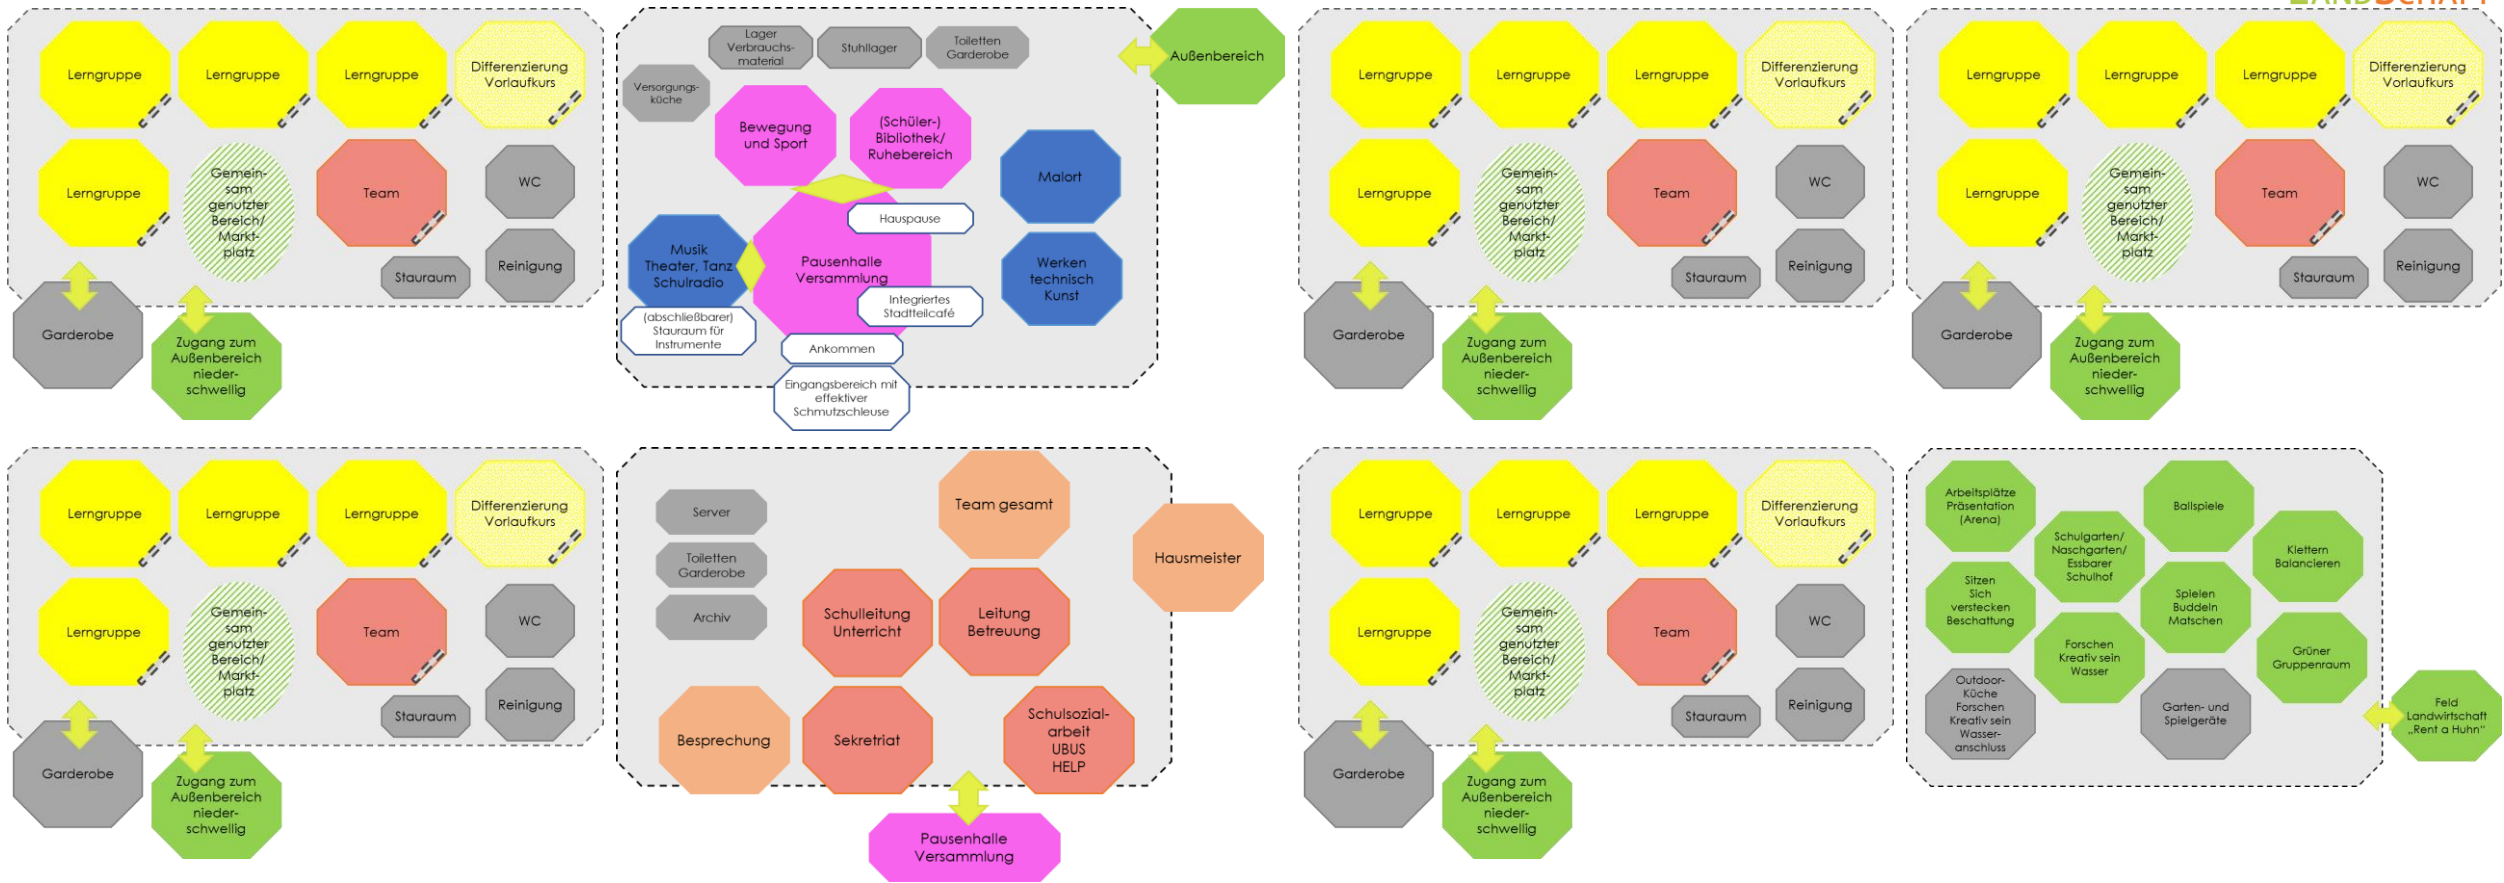 LANDSCHAFT
Lerngruppe
Lerngruppe
Lerngruppe
Differenzierung
Vorlaufkurs
Lerngruppe
Gemein-
sam
genutzter
Bereich/
Markt-
platz
Team
WC
Stauraum
Reinigung
Garderobe
Zugang zum
Außenbereich
nieder-
schwellig
Lager
Verbrauchs-
material
Stuhllager
Toiletten
Garderobe
Außenbereich
Versorgungs-
küche
Bewegung
und Sport
(Schüler-)
Bibliothek/
Ruhebereich
Malort
Hauspause
Musik
Theater, Tanz
Schulradio
Pausenhalle
Versammlung
Werken
technisch
Kunst
Integriertes
Stadtteilcafé
(abschließbarer)
Stauraum für
Instrumente
Ankommen
Eingangsbereich mit
effektiver
Schmutzschleuse
Lerngruppe
Lerngruppe
Lerngruppe
Differenzierung
Vorlaufkurs
Lerngruppe
Gemein-
sam
genutzter
Bereich/
Markt-
platz
Team
WC
Stauraum
Reinigung
Garderobe
Zugang zum
Außenbereich
nieder-
schwellig
Lerngruppe
Lerngruppe
Lerngruppe
Differenzierung
Vorlaufkurs
Lerngruppe
Gemein-
sam
genutzter
Bereich/
Markt-
platz
Team
WC
Stauraum
Reinigung
Garderobe
Zugang zum
Außenbereich
nieder-
schwellig
Lerngruppe
Lerngruppe
Lerngruppe
Differenzierung
Vorlaufkurs
Lerngruppe
Gemein-
sam
genutzter
Bereich/
Markt-
platz
Team
WC
Stauraum
Reinigung
Garderobe
Zugang zum
Außenbereich
nieder-
schwellig
Server
Team gesamt
Toiletten
Garderobe
Hausmeister
Archiv
Schulleitung
Unterricht
Leitung
Betreuung
Besprechung
Sekretriat
Schulsozial-
arbeit
UBUS
HELP
Pausenhalle
Versammlung
Lerngruppe
Lerngruppe
Lerngruppe
Differenzierung
Vorlaufkurs
Lerngruppe
Gemein-
sam
genutzter
Bereich/
Markt-
platz
Team
WC
Stauraum
Reinigung
Garderobe
Zugang zum
Außenbereich
nieder-
schwellig
Arbeitsplätze
Präsentation
(Arena)
Ballspiele
Schulgarten/
Naschgarten/
Essbarer
Schulhof
Klettern
Balancieren
Sitzen
Sich
verstecken
Beschattung
Spielen
Buddeln
Matschen
Forschen
Kreativ sein
Wasser
Grüner
Gruppenraum
Outdoor-
Küche
Forschen
Kreativ sein
Wasser-
anschluss
Garten- und
Spielgeräte
Feld
Landwirtschaft
„Rent a Huhn“